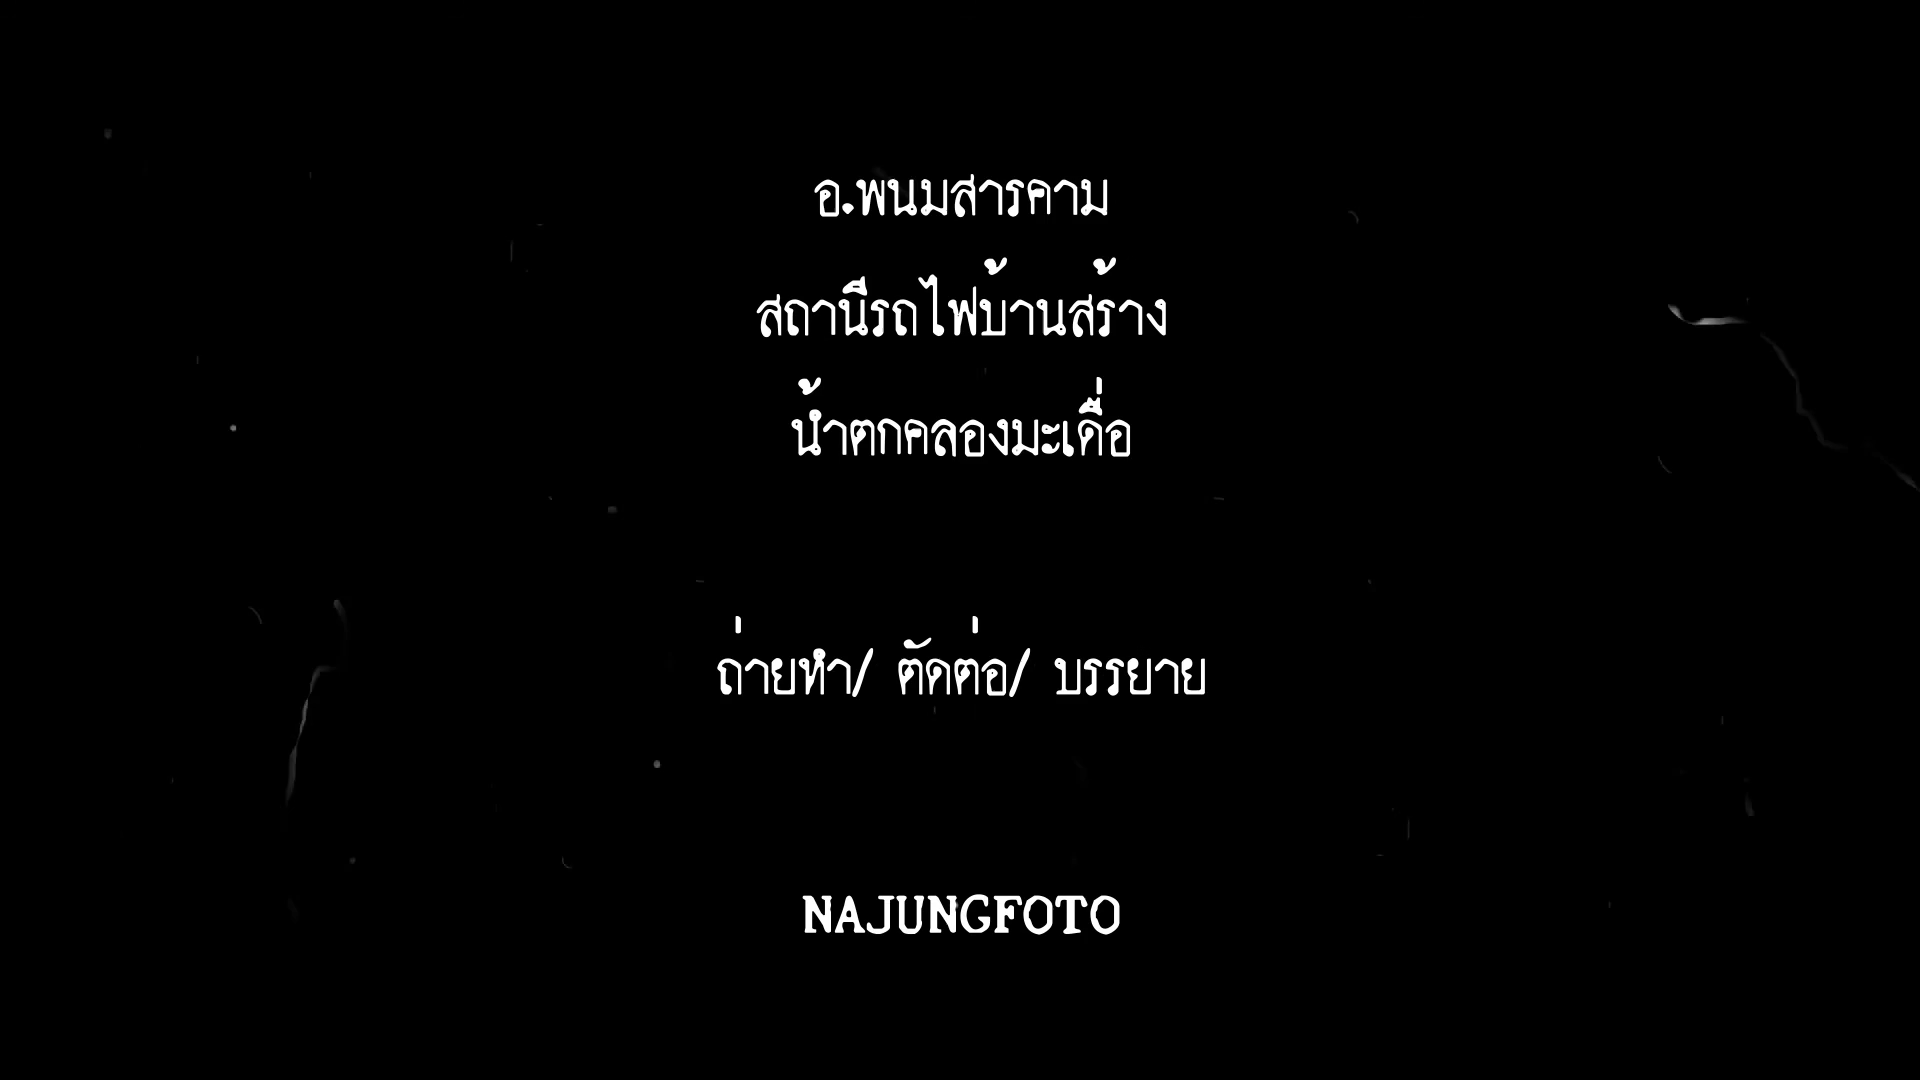 อ.พนมสารคาม
สถานีรถไฟบ้านสร้าง
น้ำตกคลองมะเดื่อ
ถ่ายทำ/ ตัดต่อ/ บรรยาย
NAJUNGFOTO